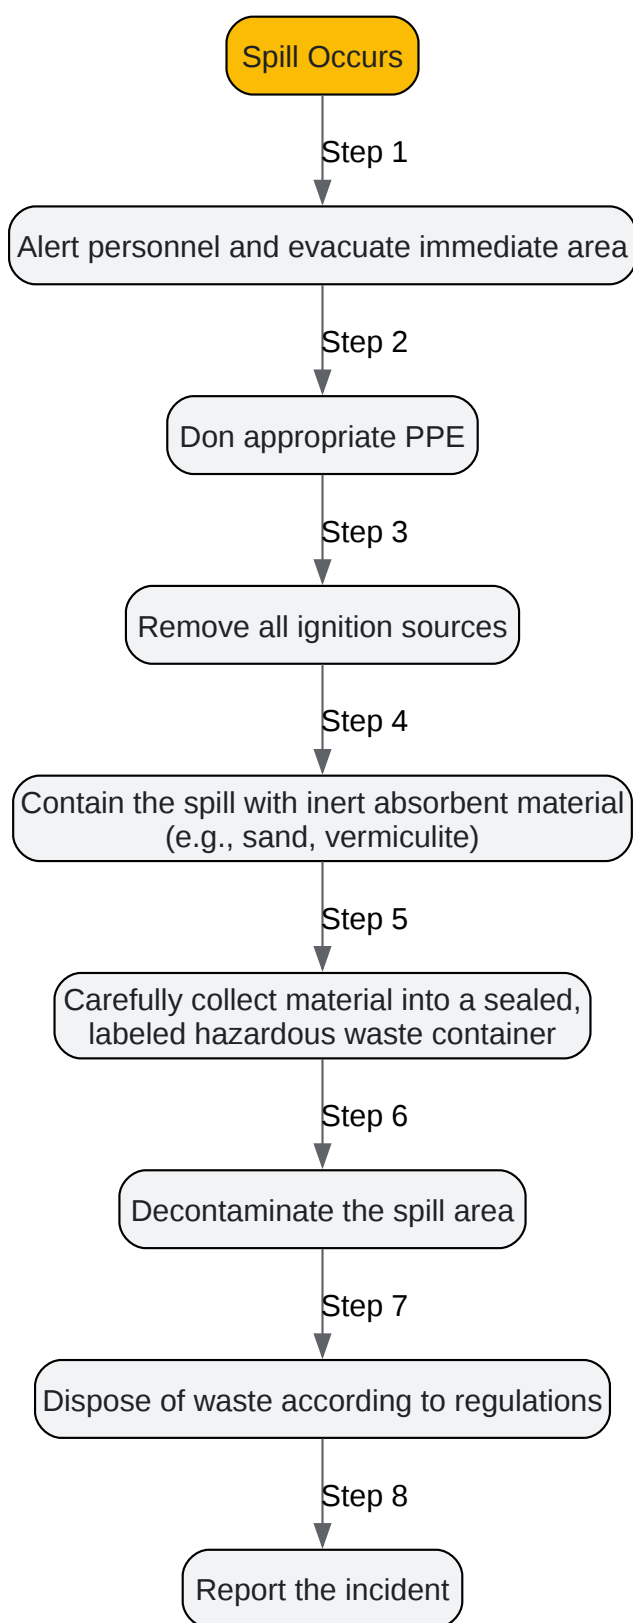 Spill Occurs
Step 1
Alert personnel and evacuate immediate area
Step 2
Don appropriate PPE
Step 3
Remove all ignition sources
Step 4
Contain the spill with inert absorbent material
(e.g., sand, vermiculite)
Step 5
Carefully collect material into a sealed,
labeled hazardous waste container
Step 6
Decontaminate the spill area
Step 7
Dispose of waste according to regulations
Step 8
Report the incident